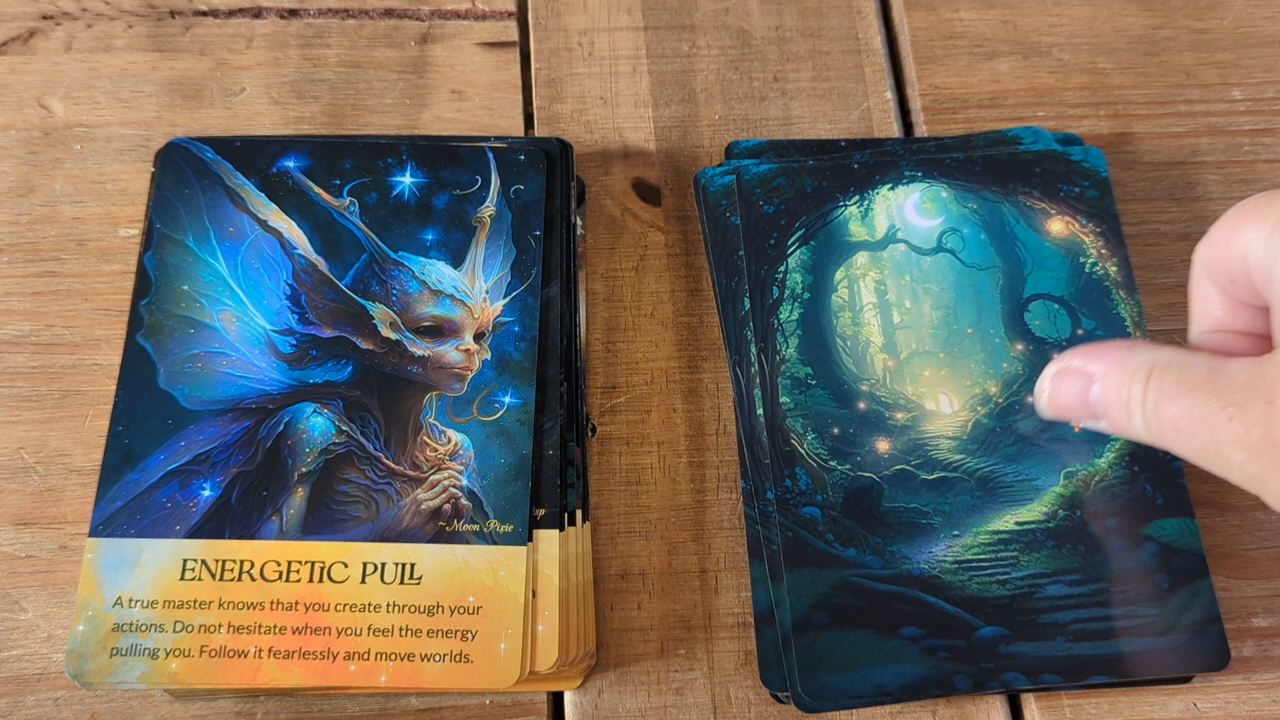 ~Moon Pixie
ENERGETIC PULL
A true master knows that you create through your
actions. Do not hesitate when you feel the energy
pulling you. Follow it fearlessly and move worlds.